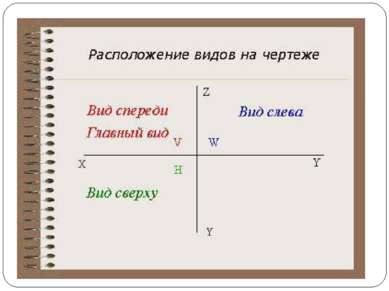 Расположение видов на чертеже
Z
Вид спереди
Главный вид
V
W
Вид слева
X
Y
H
Вид сверху
Y